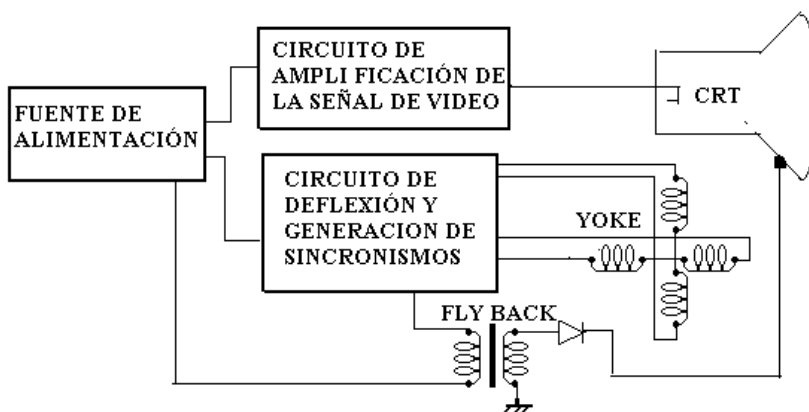 CIRCUITO DE
AMPLI FICACIÓN DE
LA SEÑAL DE VIDEO
CRT
FUENTE DE
ALIMENTACIÓN
CIRCUITO DE
DEFLEXIÓN Y
GENERACION DE
SINCRONISMOS
YOKE
FLY BACK